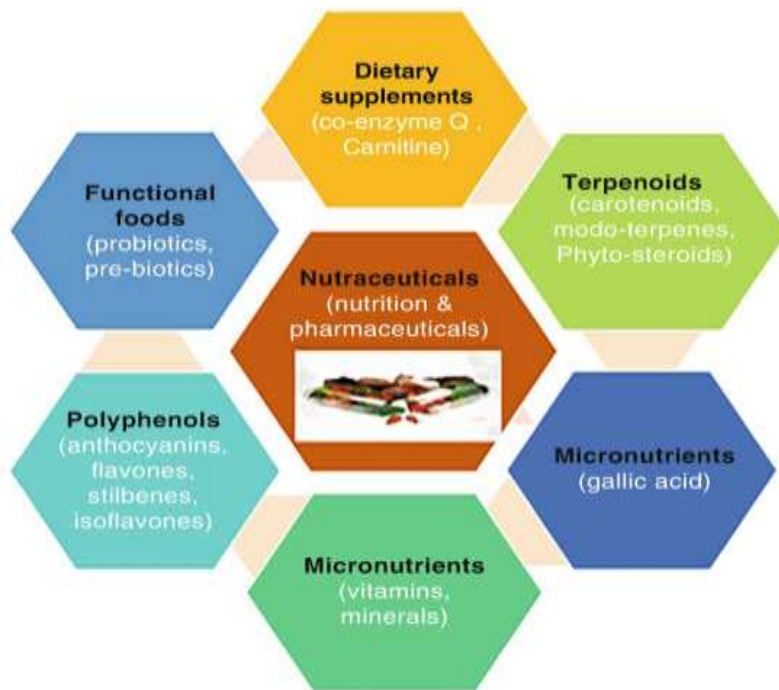 Dietary
supplements
(co-enzyme Q ,
Carnitine)
Functional
foods
(probiotics,
pre-biotics)
Terpenoids
(carotenoids,
modo-terpenes,
Phyto-steroids)
Nutraceuticals
(nutrition &
pharmaceuticals)
Polyphenols
(anthocyanins,
flavones,
stilbenes,
isoflavones)
Micronutrients
(gallic acid)
Micronutrients
(vitamins,
minerals)